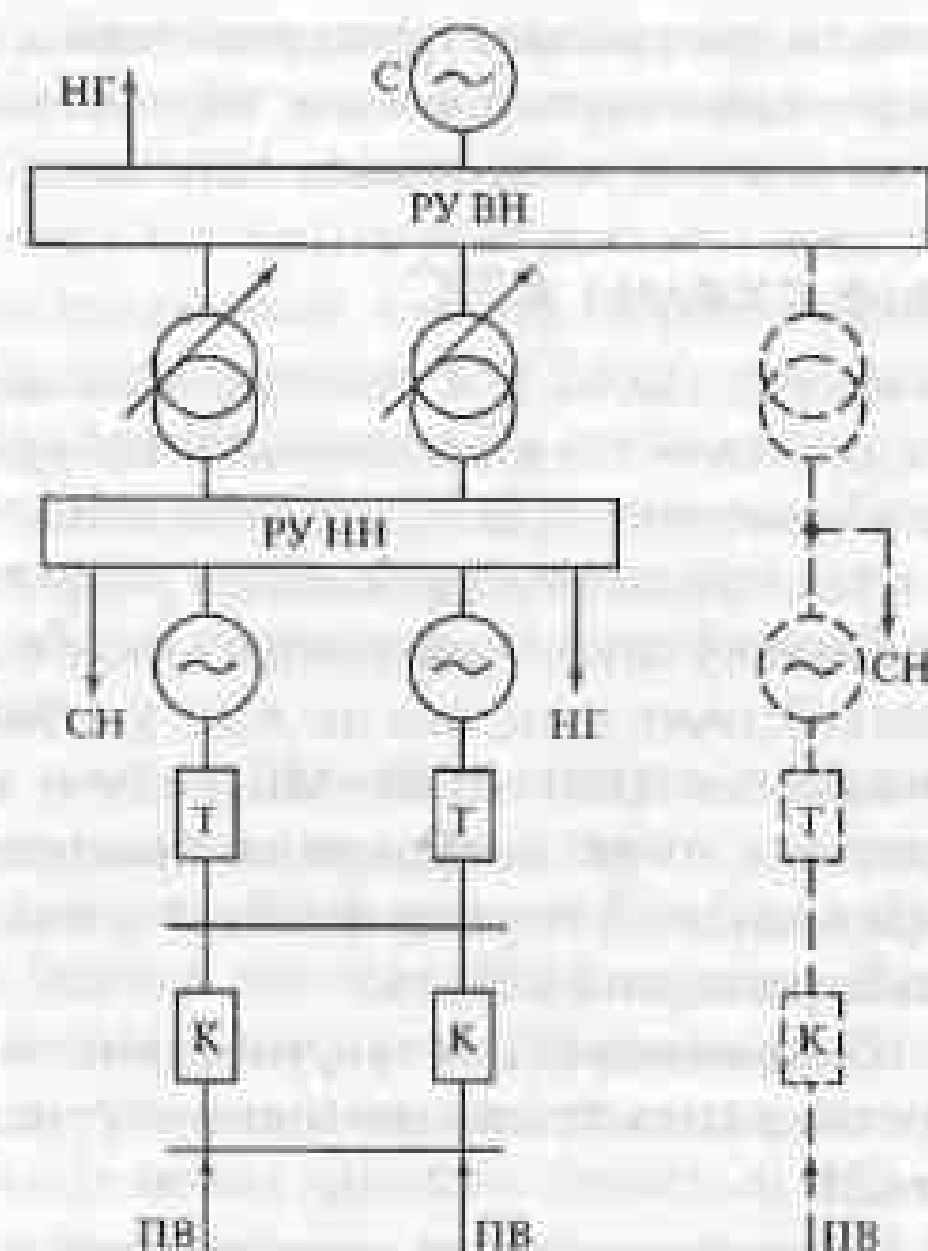 С
НГ
РУ ВН
РУ НН
СН
СН НГ
Т Т Т
К К К
ПВ ПВ ПВ